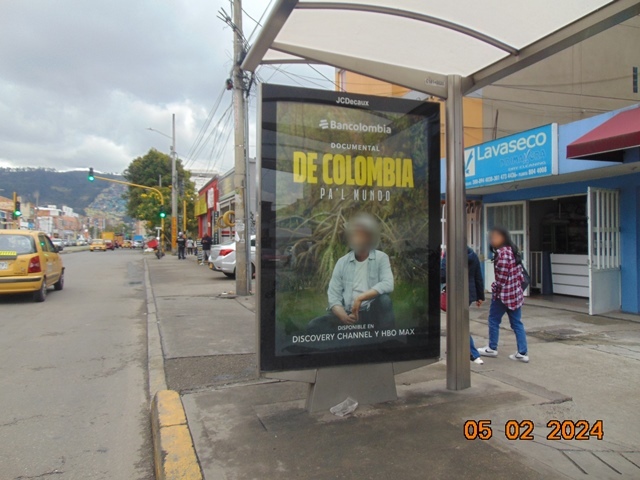 JCDecaux
Bancolombia
DOCUMENTAL
DE COLOMBIA
PA'L MUNDO
DISPONIBLE EN
DISCOVERY CHANNEL Y HBO MAX
Lavaseco
05 02 2024